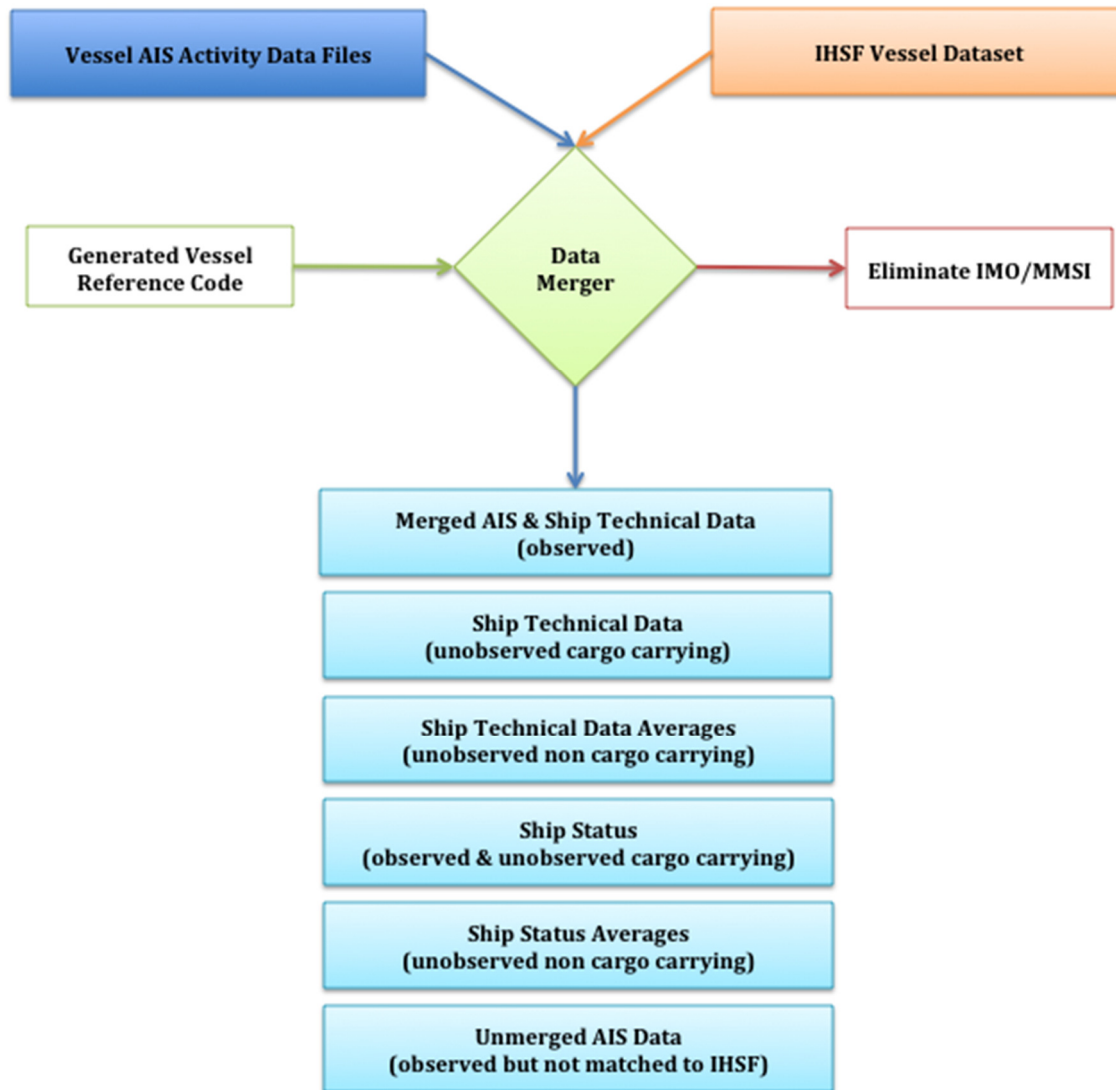 Vessel AIS Activity Data Files
IHSF Vessel Dataset
Generated Vessel
Reference Code
Data
Merger
Eliminate IMO/MMSI
Merged AIS & Ship Technical Data
(observed)
Ship Technical Data
(unobserved cargo carrying)
Ship Technical Data Averages
(unobserved non cargo carrying)
Ship Status
(observed & unobserved cargo carrying)
Ship Status Averages
(unobserved non cargo carrying)
Unmerged AIS Data
(observed but not matched to IHSF)